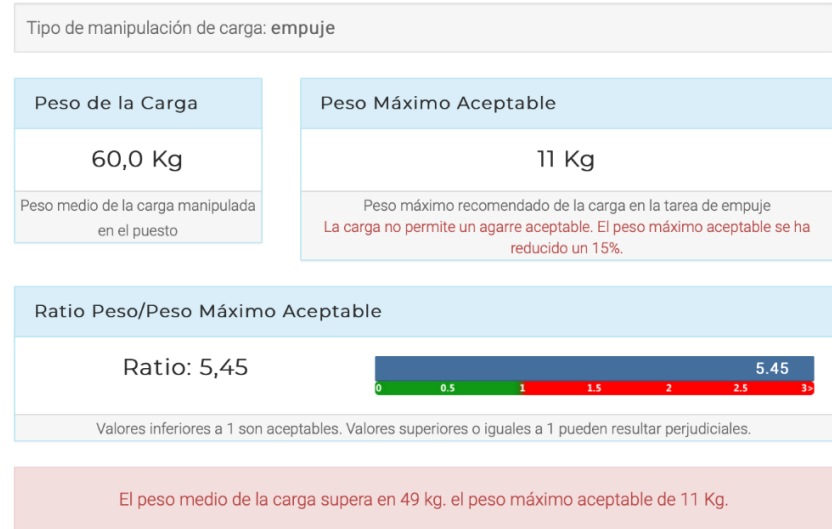 Tipo de manipulación de carga: empuje
Peso de la Carga
Peso Máximo Aceptable
60,0 Kg
11 Kg
Peso medio de la carga manipulada
en el puesto
Peso máximo recomendado de la carga en la tarea de empuje
La carga no permite un agarre aceptable. El peso máximo aceptable se ha
reducido un 15%.
Ratio Peso/Peso Máximo Aceptable
Ratio: 5,45
5.45
0 0.5 1 1.5 2 2.5 3>
Valores inferiores a 1 son aceptables. Valores superiores o iguales a 1 pueden resultar perjudiciales.
El peso medio de la carga supera en 49 kg. el peso máximo aceptable de 11 Kg.